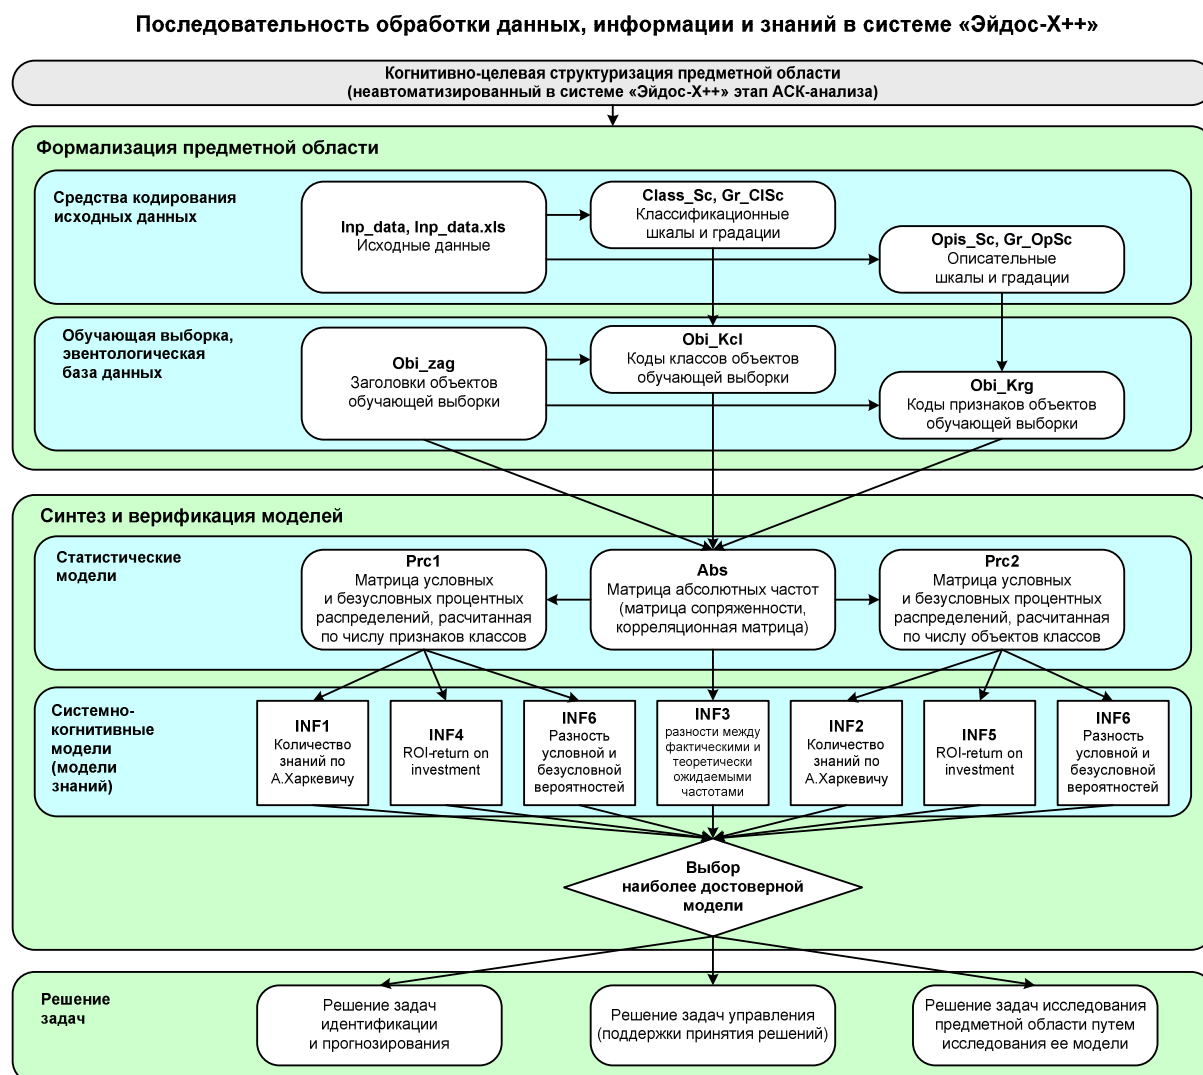 Последовательность обработки данных, информации и знаний в системе «Эйдос-Х++»
Когнитивно-целевая структуризация предметной области
(неавтоматизированный в системе «Эйдос-Х++» этап АСК-анализа)
Формализация предметной области
Средства кодирования
исходных данных
Inp_data, Inp_data.xls
Исходные данные
Class_Sc, Gr_ClSc
Классификационные
шкалы и градации
Opis_Sc, Gr_OpSc
Описательные
шкалы и градации
Обучающая выборка,
эвентологическая
база данных
Obi_zag
Заголовки объектов
обучающей выборки
Obi_Kcl
Коды классов объектов
обучающей выборки
Obi_Krg
Коды признаков объектов
обучающей выборки
Синтез и верификация моделей
Статистические
модели
Prc1
Матрица условных
и безусловных процентных
распределений, расчитанная
по числу признаков классов
Abs
Матрица абсолютных частот
(матрица сопряженности,
корреляционная матрица)
Prc2
Матрица условных
и безусловных процентных
распределений, расчитанная
по числу объектов классов
Системно-
когнитивные
модели
(модели
знаний)
INF1
Количество
знаний по
А.Харкевичу
INF4
ROI-return on
investment
INF6
Разность
условной и
безусловной
вероятностей
INF3
разности между
фактическими и
теоретически
ожидаемыми
частотами
INF2
Количество
знаний по
А.Харкевичу
INF5
ROI-return on
investment
INF6
Разность
условной и
безусловной
вероятностей
Выбор
наиболее достоверной
модели
Решение
задач
Решение задач
идентификации
и прогнозирования
Решение задач управления
(поддержки принятия решений)
Решение задач исследования
предметной области путем
исследования ее модели